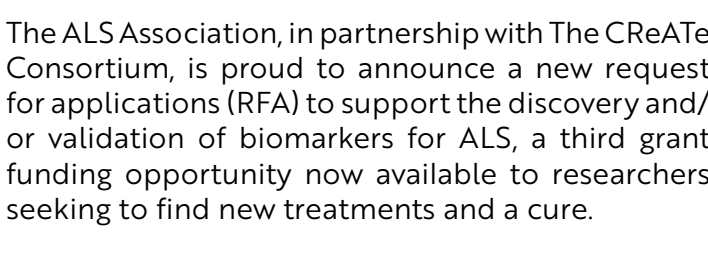 The ALS Association, in partnership with The CReATe
Consortium, is proud to announce a new request
for applications (RFA) to support the discovery and/
or validation of biomarkers for ALS, a third grant
funding opportunity now available to researchers
seeking to find new treatments and a cure.